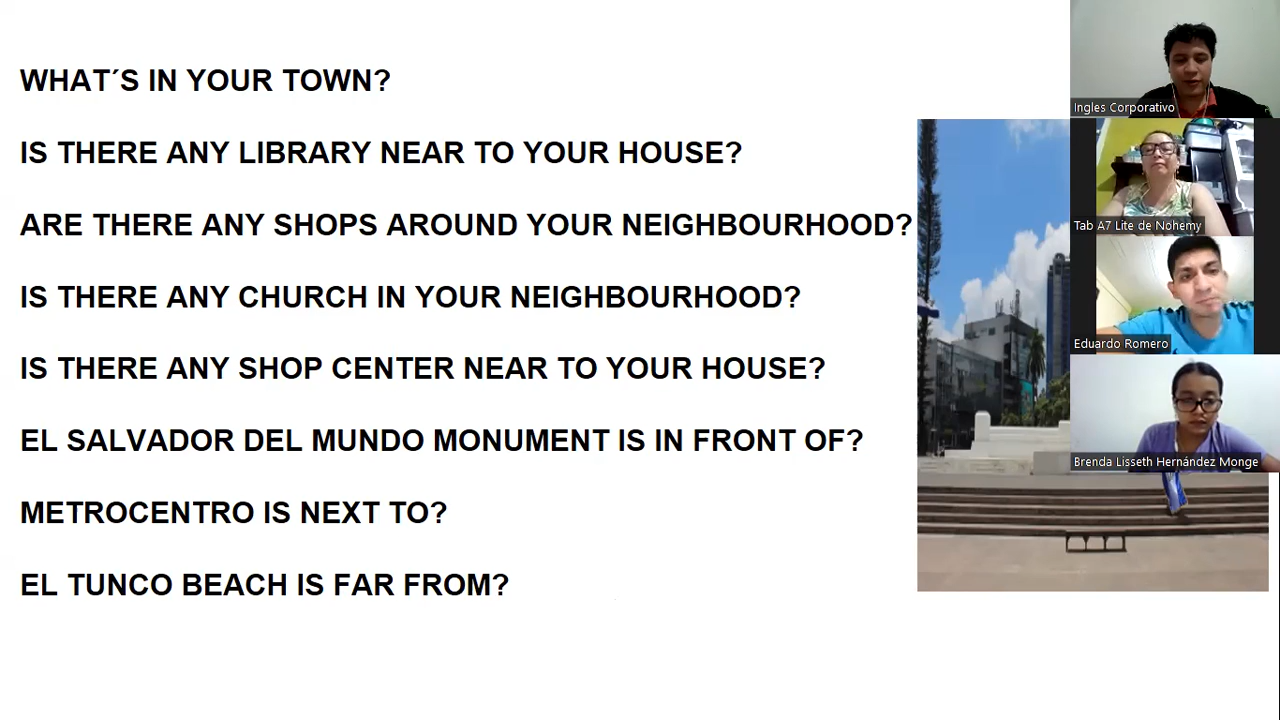 WHAT´S IN YOUR TOWN?
IS THERE ANY LIBRARY NEAR TO YOUR HOUSE?
ARE THERE ANY SHOPS AROUND YOUR NEIGHBOURHOOD?
IS THERE ANY CHURCH IN YOUR NEIGHBOURHOOD?
IS THERE ANY SHOP CENTER NEAR TO YOUR HOUSE?
EL SALVADOR DEL MUNDO MONUMENT IS IN FRONT OF?
METROCENTRO IS NEXT TO?
EL TUNCO BEACH IS FAR FROM?
Ingles Corporativo
Tab A7 Lite de Nohemy
Eduardo Romero
Brenda Lisseth Hernández Monge